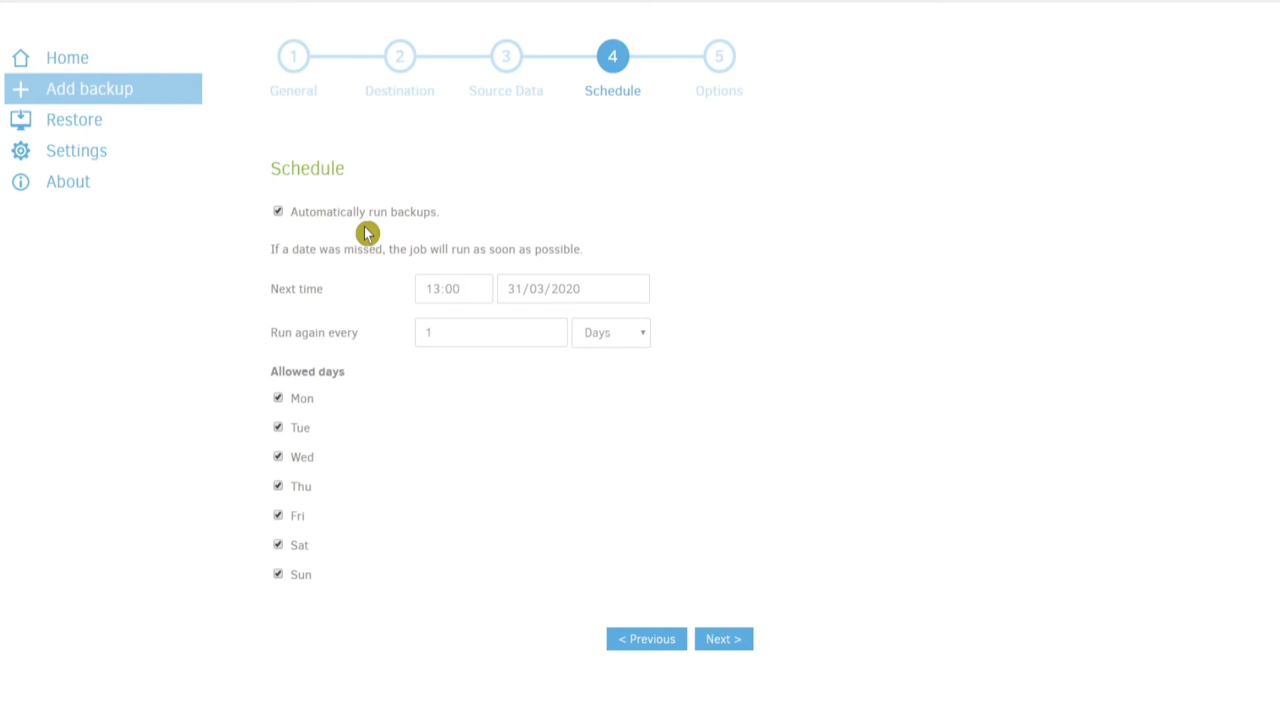 Home
Add backup
Restore
Settings
About
1 2 3 4 5
General Destination Source Data Schedule Options
Schedule
Automatically run backups.
If a date was missed, the job will run as soon as possible.
Next time 13:00 31/03/2020
Run again every 1 Days
Allowed days
Mon
Tue
Wed
Thu
Fri
Sat
Sun
< Previous Next >